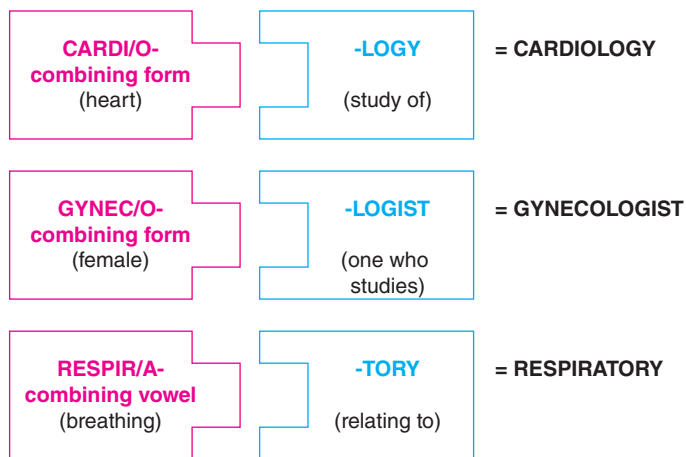 CARDI/O-
combining form
(heart)
-LOGY
(study of)
= CARDIOLOGY
GYNEC/O-
combining form
(female)
-LOGIST
(one who
studies)
= GYNECOLOGIST
RESPIR/A-
combining vowel
(breathing)
-TORY
(relating to)
= RESPIRATORY